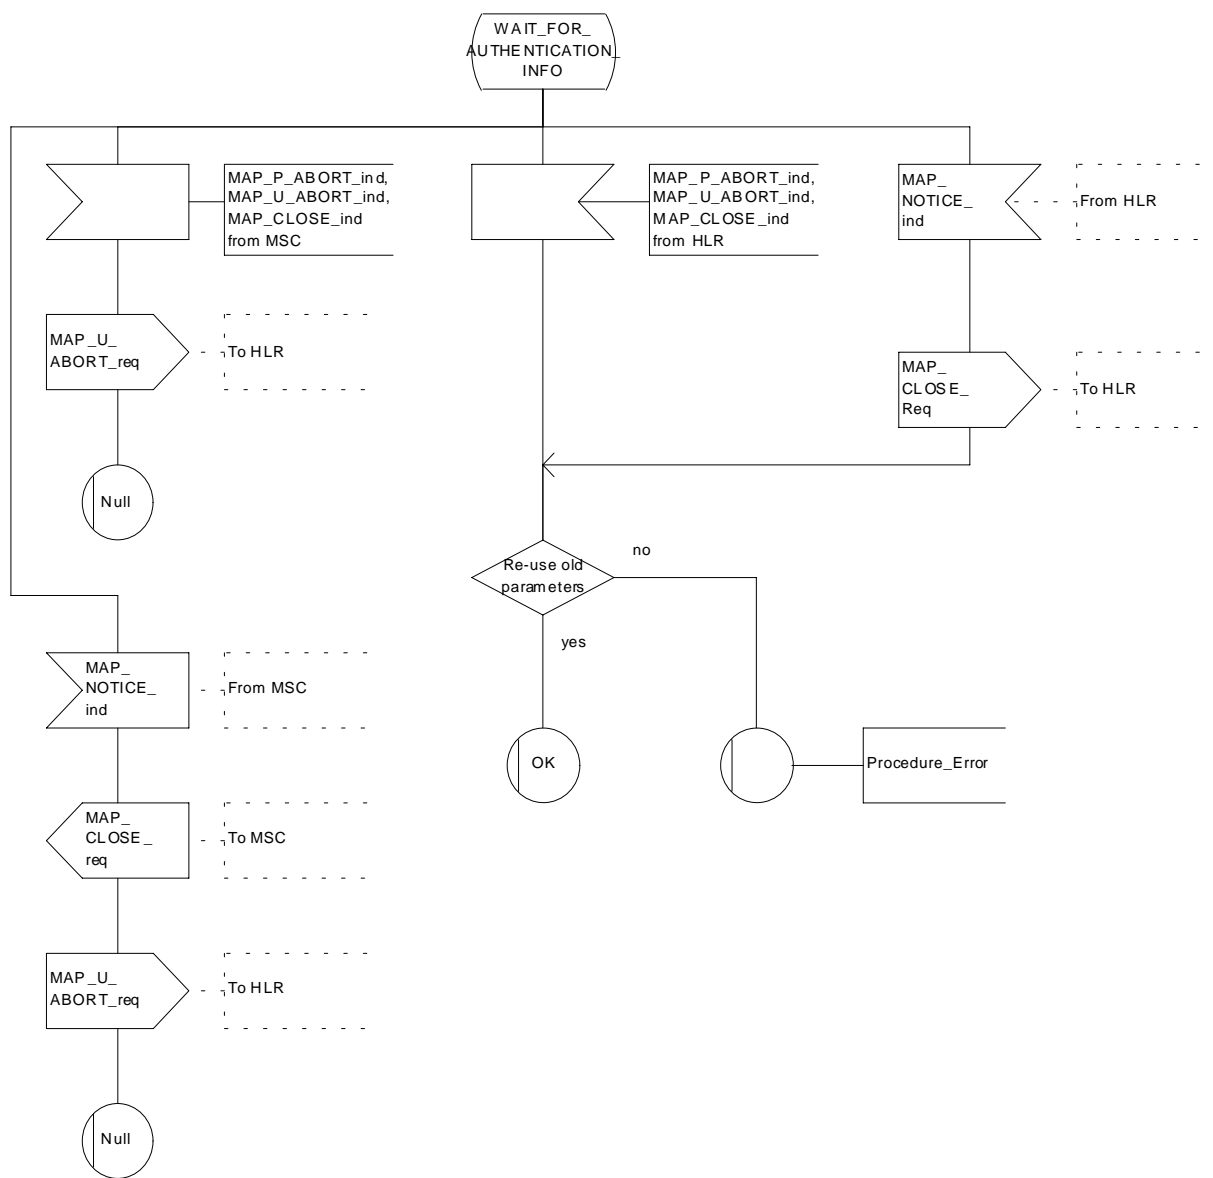 WAIT_FOR_
AUTHENTICATION_
INFO
MAP_P_ABORT_ind,
MAP_U_ABORT_ind,
MAP_CLOSE_ind
from MSC
MAP_P_ABORT_ind,
MAP_U_ABORT_ind,
MAP_CLOSE_ind
from HLR
MAP_
NOTICE_
ind
From HLR
MAP_U_
ABORT_req
To HLR
MAP_
CLOSE_
Req
To HLR
Null
Re-use old
parameters
no
yes
MAP_
NOTICE_
ind
From MSC
OK
Procedure_Error
MAP_
CLOSE_
req
To MSC
MAP_U_
ABORT_req
To HLR
Null